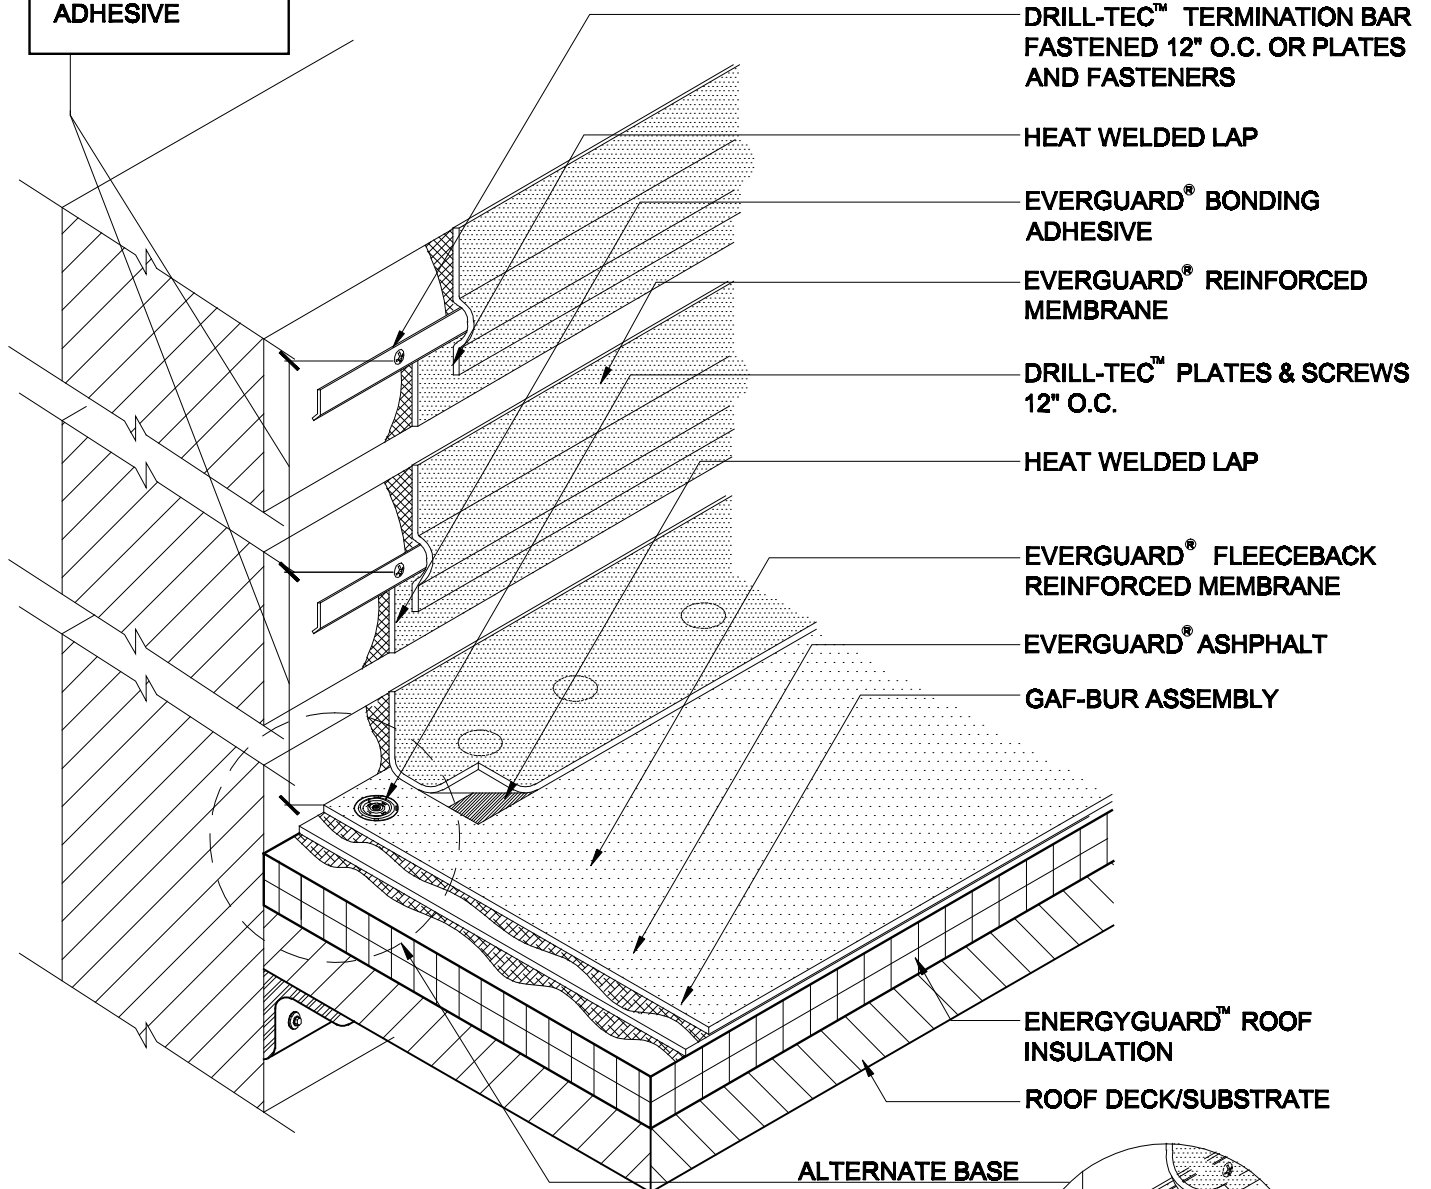 ADHESIVE
DRILL-TEC™ TERMINATION BAR
FASTENED 12" O.C. OR PLATES
AND FASTENERS
HEAT WELDED LAP
EVERGUARD® BONDING
ADHESIVE
EVERGUARD® REINFORCED
MEMBRANE
DRILL-TEC™ PLATES & SCREWS
12" O.C.
HEAT WELDED LAP
EVERGUARD® FLEECEBACK
REINFORCED MEMBRANE
EVERGUARD® ASHPHALT
GAF-BUR ASSEMBLY
ENERGYGUARD™ ROOF
INSULATION
ROOF DECK/SUBSTRATE
ALTERNATE BASE